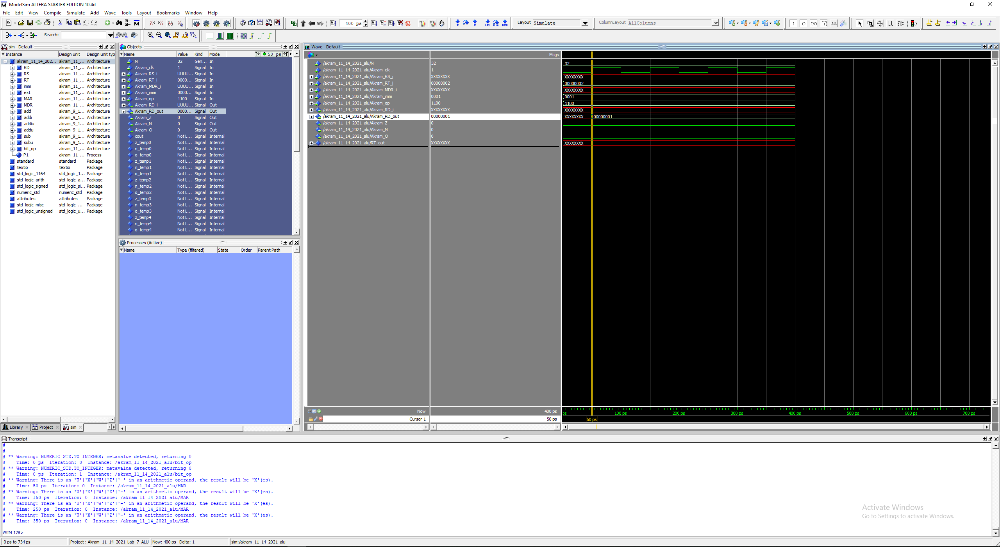 ModelSim ALTERA STARTER EDITION 10.4d
File Edit View Compile Simulate Add Wave Tools Layout Bookmarks Window Help
400 ps
Layout Simulate
ColumnLayout AllColumns
Search:
sim - Default
Instance Design unit Design unit typ
akram_11_14_202... akram_11_... Architecture
RD akram_11_... Architecture
RS akram_11_... Architecture
RT akram_11_... Architecture
imm akram_11_... Architecture
ext akram_11_... Architecture
MAR akram_11_... Architecture
MDR akram_11_... Architecture
add akram_9_1... Architecture
addi akram_9_1... Architecture
addiu akram_9_1... Architecture
addu akram_9_1... Architecture
sub akram_9_1... Architecture
subu akram_9_1... Architecture
bit_op akram_11_... Architecture
P1 akram_11_... Process
standard standard Package
textio textio Package
std_logic_1164 std_logic_1... Package
std_logic_arith std_logic_a... Package
std_logic_signed std_logic_si... Package
numeric_std numeric_std Package
attributes attributes Package
std_logic_misc std_logic_... Package
std_logic_unsigned std_logic_u... Package
Library Project sim
Objects
Name Value Kind Mode 50 ps
N 32 Gen... In
Akram_clk 1 Signal In
Akram_RS_i UUUU... Signal In
Akram_RT_i 0000... Signal In
Akram_MDR_i UUUU... Signal In
Akram_imm 0000... Signal In
Akram_op 1100 Signal In
Akram_RD_i UUUU... Signal Out
Akram_RD_out 0000... Signal Out
Akram_Z 0 Signal Out
Akram_N 0 Signal Out
Akram_O 0 Signal Out
cout Not L... Signal Internal
z_temp0 Not L... Signal Internal
n_temp0 Not L... Signal Internal
o_temp0 Not L... Signal Internal
z_temp1 Not L... Signal Internal
n_temp1 Not L... Signal Internal
o_temp1 Not L... Signal Internal
z_temp2 Not L... Signal Internal
n_temp2 Not L... Signal Internal
o_temp2 Not L... Signal Internal
z_temp3 Not L... Signal Internal
n_temp3 Not L... Signal Internal
o_temp3 Not L... Signal Internal
z_temp4 Not L... Signal Internal
n_temp4 Not L... Signal Internal
o_temp4 Not L... Signal Internal
Processes (Active)
Name Type (filtered) State Order Parent Path
Wave - Default
Msgs
/akram_11_14_2021_alu/N 32 32
/akram_11_14_2021_alu/Akram_clk 1
/akram_11_14_2021_alu/Akram_RS_i XXXXXXXX XXXXXXXX
/akram_11_14_2021_alu/Akram_RT_i 00000002 00000002
/akram_11_14_2021_alu/Akram_MDR_i XXXXXXXX XXXXXXXX
/akram_11_14_2021_alu/Akram_imm 0001 0001
/akram_11_14_2021_alu/Akram_op 1100 1100
/akram_11_14_2021_alu/Akram_RD_i XXXXXXXX XXXXXXXX
/akram_11_14_2021_alu/Akram_RD_out 00000001 XXXXXXXX 00000001
/akram_11_14_2021_alu/Akram_Z 0
/akram_11_14_2021_alu/Akram_N 0
/akram_11_14_2021_alu/Akram_O 0
/akram_11_14_2021_alu/RT_out XXXXXXXX XXXXXXXX
Now 400 ps ps 100 ps 200 ps 300 ps 400 ps 500 ps 600 ps 700 ps
Cursor 1 50 ps 50 ps
Transcript
#
#
# ** Warning: NUMERIC_STD.TO_INTEGER: metavalue detected, returning 0
# Time: 0 ps Iteration: 0 Instance: /akram_11_14_2021_alu/bit_op
# ** Warning: NUMERIC_STD.TO_INTEGER: metavalue detected, returning 0
# Time: 0 ps Iteration: 1 Instance: /akram_11_14_2021_alu/bit_op
# ** Warning: There is an 'U'|'X'|'W'|'Z'|'-' in an arithmetic operand, the result will be 'X'(es).
# Time: 50 ps Iteration: 0 Instance: /akram_11_14_2021_alu/MAR
# ** Warning: There is an 'U'|'X'|'W'|'Z'|'-' in an arithmetic operand, the result will be 'X'(es).
# Time: 150 ps Iteration: 0 Instance: /akram_11_14_2021_alu/MAR
# ** Warning: There is an 'U'|'X'|'W'|'Z'|'-' in an arithmetic operand, the result will be 'X'(es).
# Time: 250 ps Iteration: 0 Instance: /akram_11_14_2021_alu/MAR
# ** Warning: There is an 'U'|'X'|'W'|'Z'|'-' in an arithmetic operand, the result will be 'X'(es).
# Time: 350 ps Iteration: 0 Instance: /akram_11_14_2021_alu/MAR
VSIM 178>
Activate Windows
Go to Settings to activate Windows.
0 ps to 734 ps Project : Akram_11_14_2021_Lab_7_ALU Now: 400 ps Delta: 1 sim:/akram_11_14_2021_alu